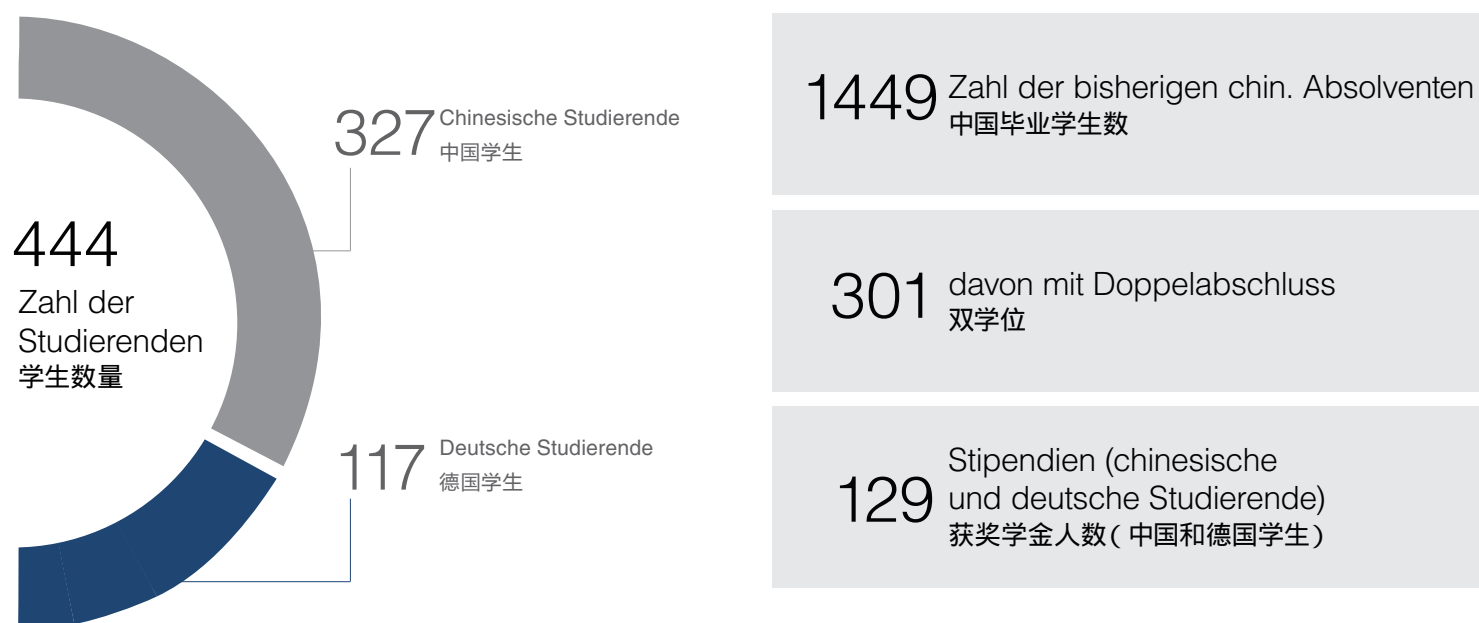 444
Zahl der
Studierenden
学生数量
327
Chinesische Studierende
中国学生
117
Deutsche Studierende
德国学生
1449
Zahl der bisherigen chin. Absolventen
中国毕业学生数
301
davon mit Doppelabschluss
双学位
129
Stipendien (chinesische
und deutsche Studierende)
获奖学金人数(中国和德国学生)